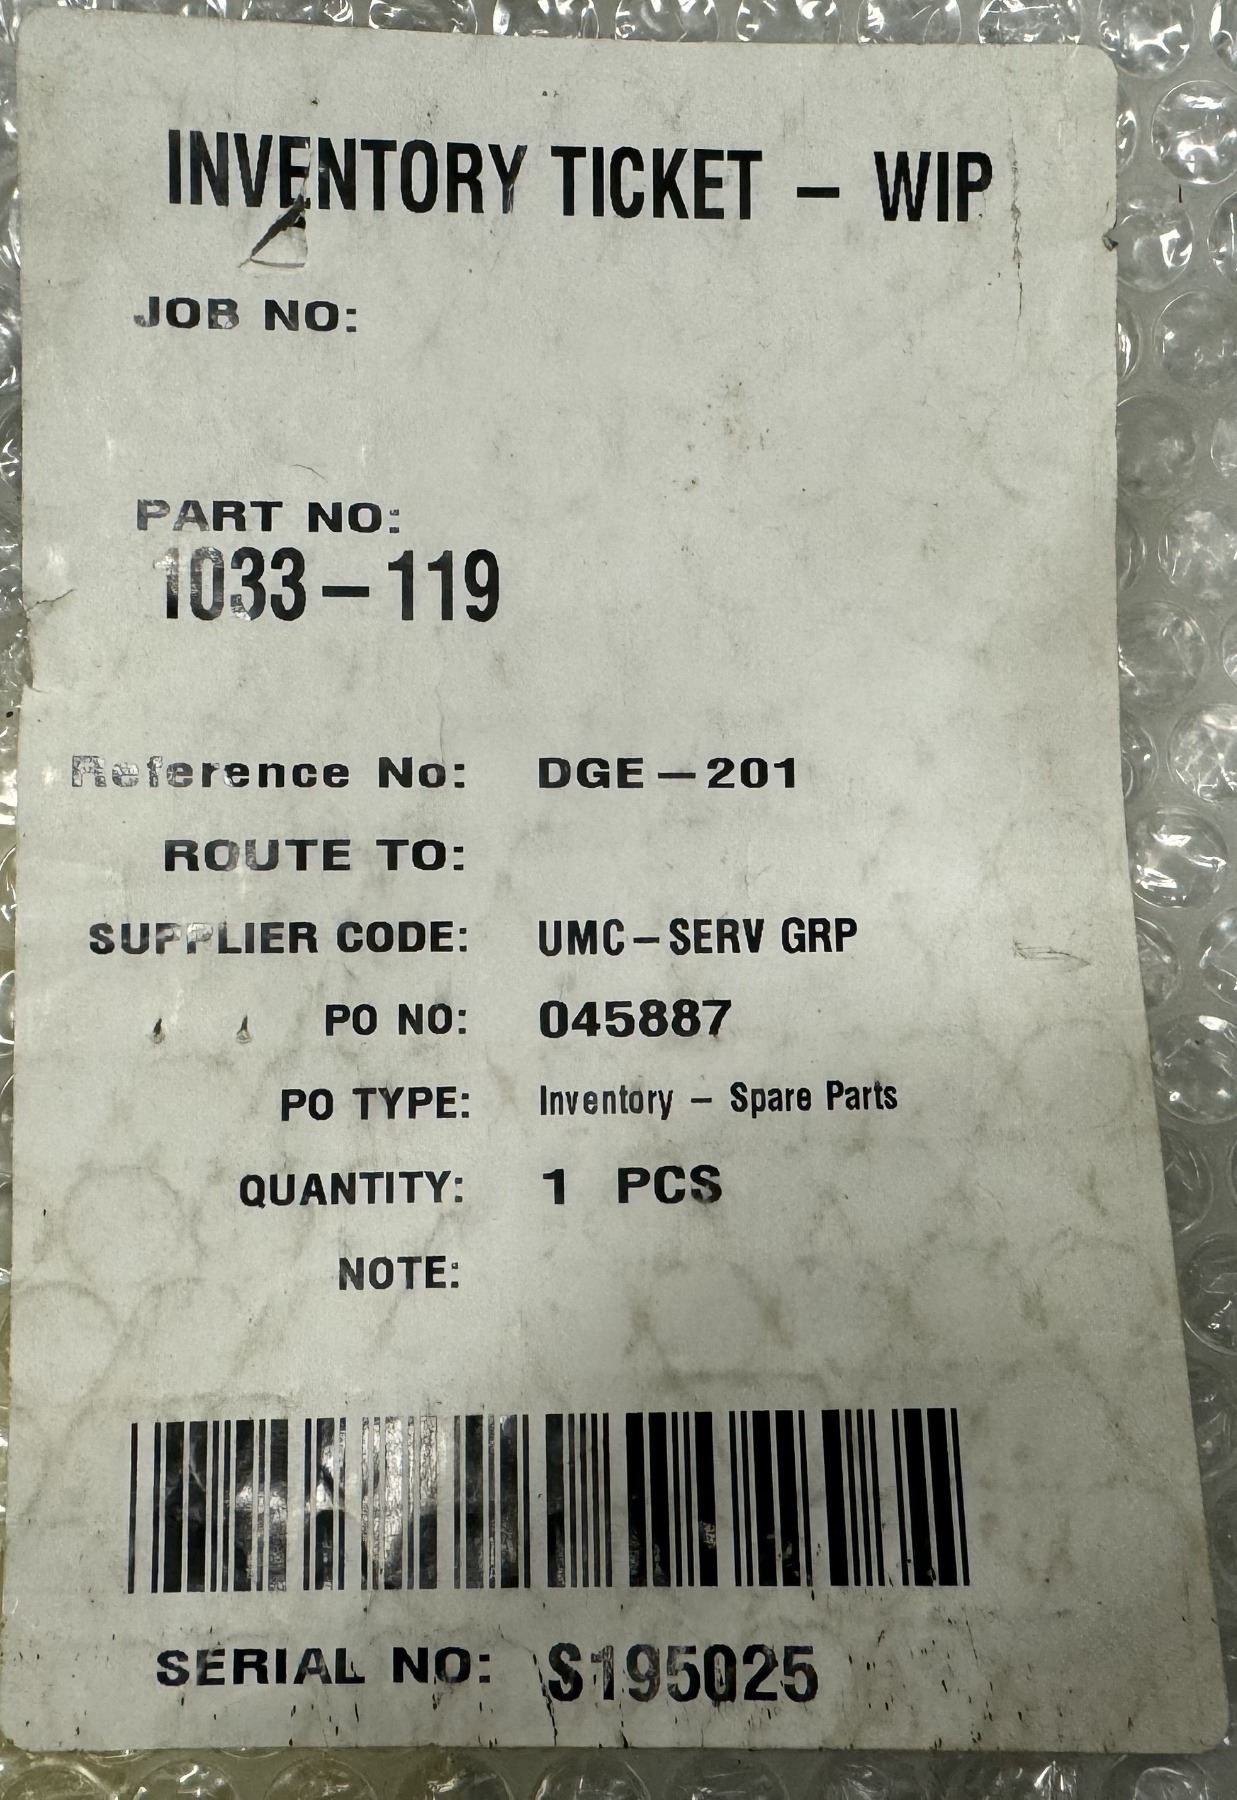 INVENTORY TICKET – WIP
JOB NO:
PART NO:
1033-119
Reference No: DGE-201
ROUTE TO:
SUPPLIER CODE: UMC-SERV GRP
PO NO: 045887
PO TYPE: Inventory - Spare Parts
QUANTITY: 1 PCS
NOTE:
SERIAL NO: S195025